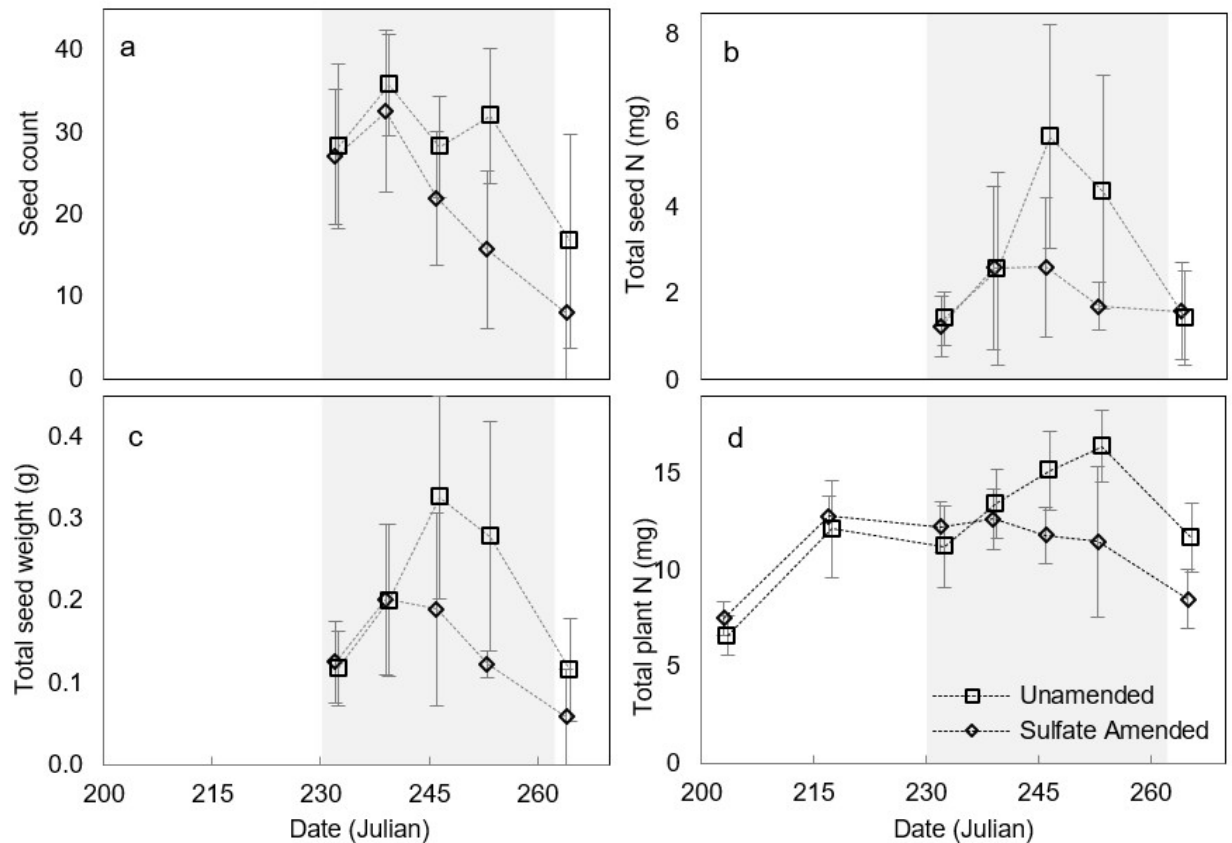 a
40
30
20
10
0
Seed count
b
8
6
4
2
0
Total seed N (mg)
c
0.4
0.3
0.2
0.1
0.0
Total seed weight (g)
200 215 230 245 260
Date (Julian)
d
15
10
5
0
Total plant N (mg)
Unamended
Sulfate Amended
200 215 230 245 260
Date (Julian)